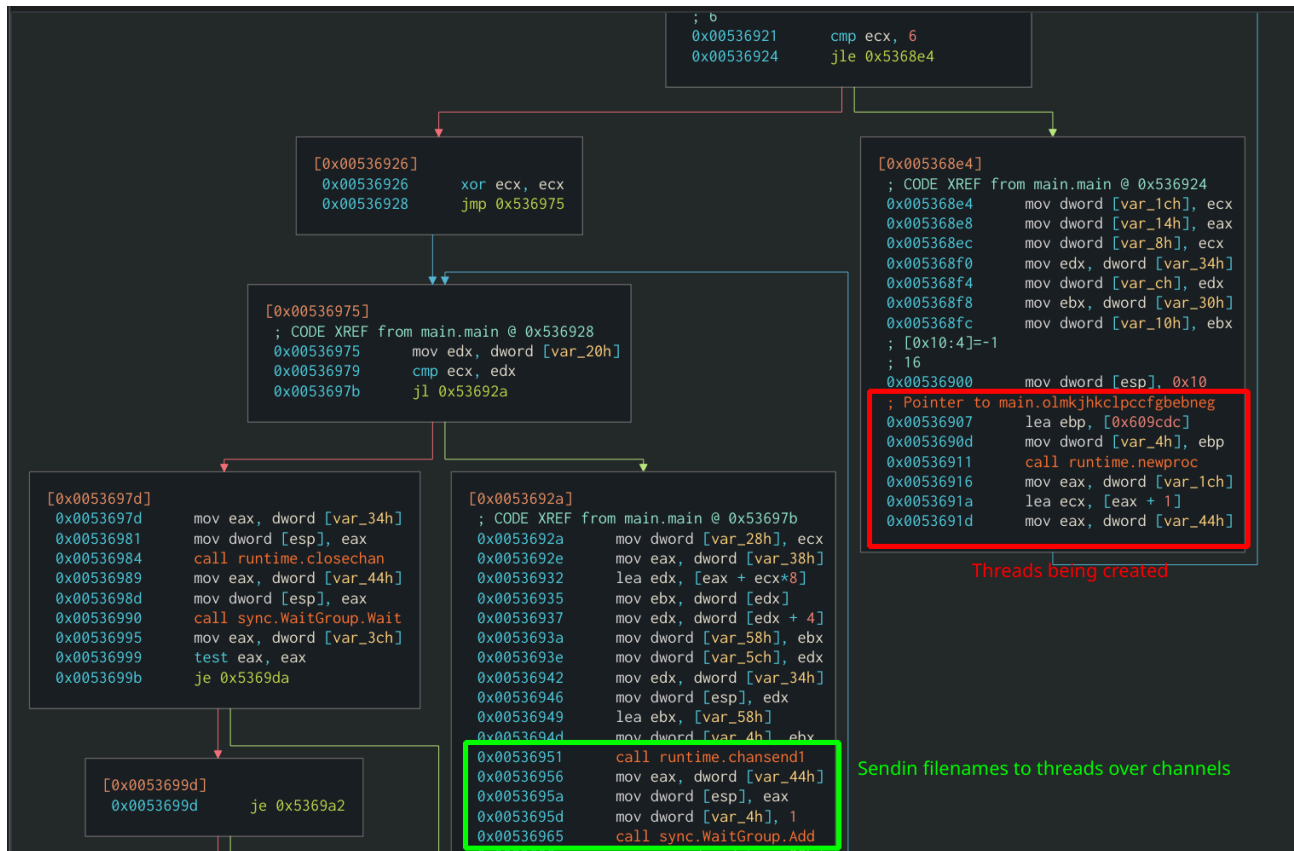 ; 6
0x00536921 cmp ecx, 6
0x00536924 jle 0x5368e4
[0x00536926]
0x00536926 xor ecx, ecx
0x00536928 jmp 0x536975
[0x005368e4]
; CODE XREF from main.main @ 0x536924
0x005368e4 mov dword [var_1ch], ecx
0x005368e8 mov dword [var_14h], eax
0x005368ec mov dword [var_8h], ecx
0x005368f0 mov edx, dword [var_34h]
0x005368f4 mov dword [var_ch], edx
0x005368f8 mov ebx, dword [var_30h]
0x005368fc mov dword [var_10h], ebx
; [0x10:4]=-1
; 16
0x00536900 mov dword [esp], 0x10
; Pointer to main.olmkjhkclpccfgbebneg
0x00536907 lea ebp, [0x609cdc]
0x0053690d mov dword [var_4h], ebp
0x00536911 call runtime.newproc
0x00536916 mov eax, dword [var_1ch]
0x0053691a lea ecx, [eax + 1]
0x0053691d mov eax, dword [var_44h]
Threads being created
[0x00536975]
; CODE XREF from main.main @ 0x536928
0x00536975 mov edx, dword [var_20h]
0x00536979 cmp ecx, edx
0x0053697b jl 0x53692a
[0x0053697d]
0x0053697d mov eax, dword [var_34h]
0x00536981 mov dword [esp], eax
0x00536984 call runtime.closechan
0x00536989 mov eax, dword [var_44h]
0x0053698d mov dword [esp], eax
0x00536990 call sync.WaitGroup.Wait
0x00536995 mov eax, dword [var_3ch]
0x00536999 test eax, eax
0x0053699b je 0x5369da
[0x0053692a]
; CODE XREF from main.main @ 0x53697b
0x0053692a mov dword [var_28h], ecx
0x0053692e mov eax, dword [var_38h]
0x00536932 lea edx, [eax + ecx*8]
0x00536935 mov ebx, dword [edx]
0x00536937 mov edx, dword [edx + 4]
0x0053693a mov dword [var_58h], ebx
0x0053693e mov dword [var_5ch], edx
0x00536942 mov edx, dword [var_34h]
0x00536946 mov dword [esp], edx
0x00536949 lea ebx, [var_58h]
0x0053694d mov dword [var_4h], ebx
0x00536951 call runtime.chansend1
0x00536956 mov eax, dword [var_44h]
0x0053695a mov dword [esp], eax
0x0053695d mov dword [var_4h], 1
0x00536965 call sync.WaitGroup.Add
Sendin filenames to threads over channels
[0x0053699d]
0x0053699d je 0x5369a2